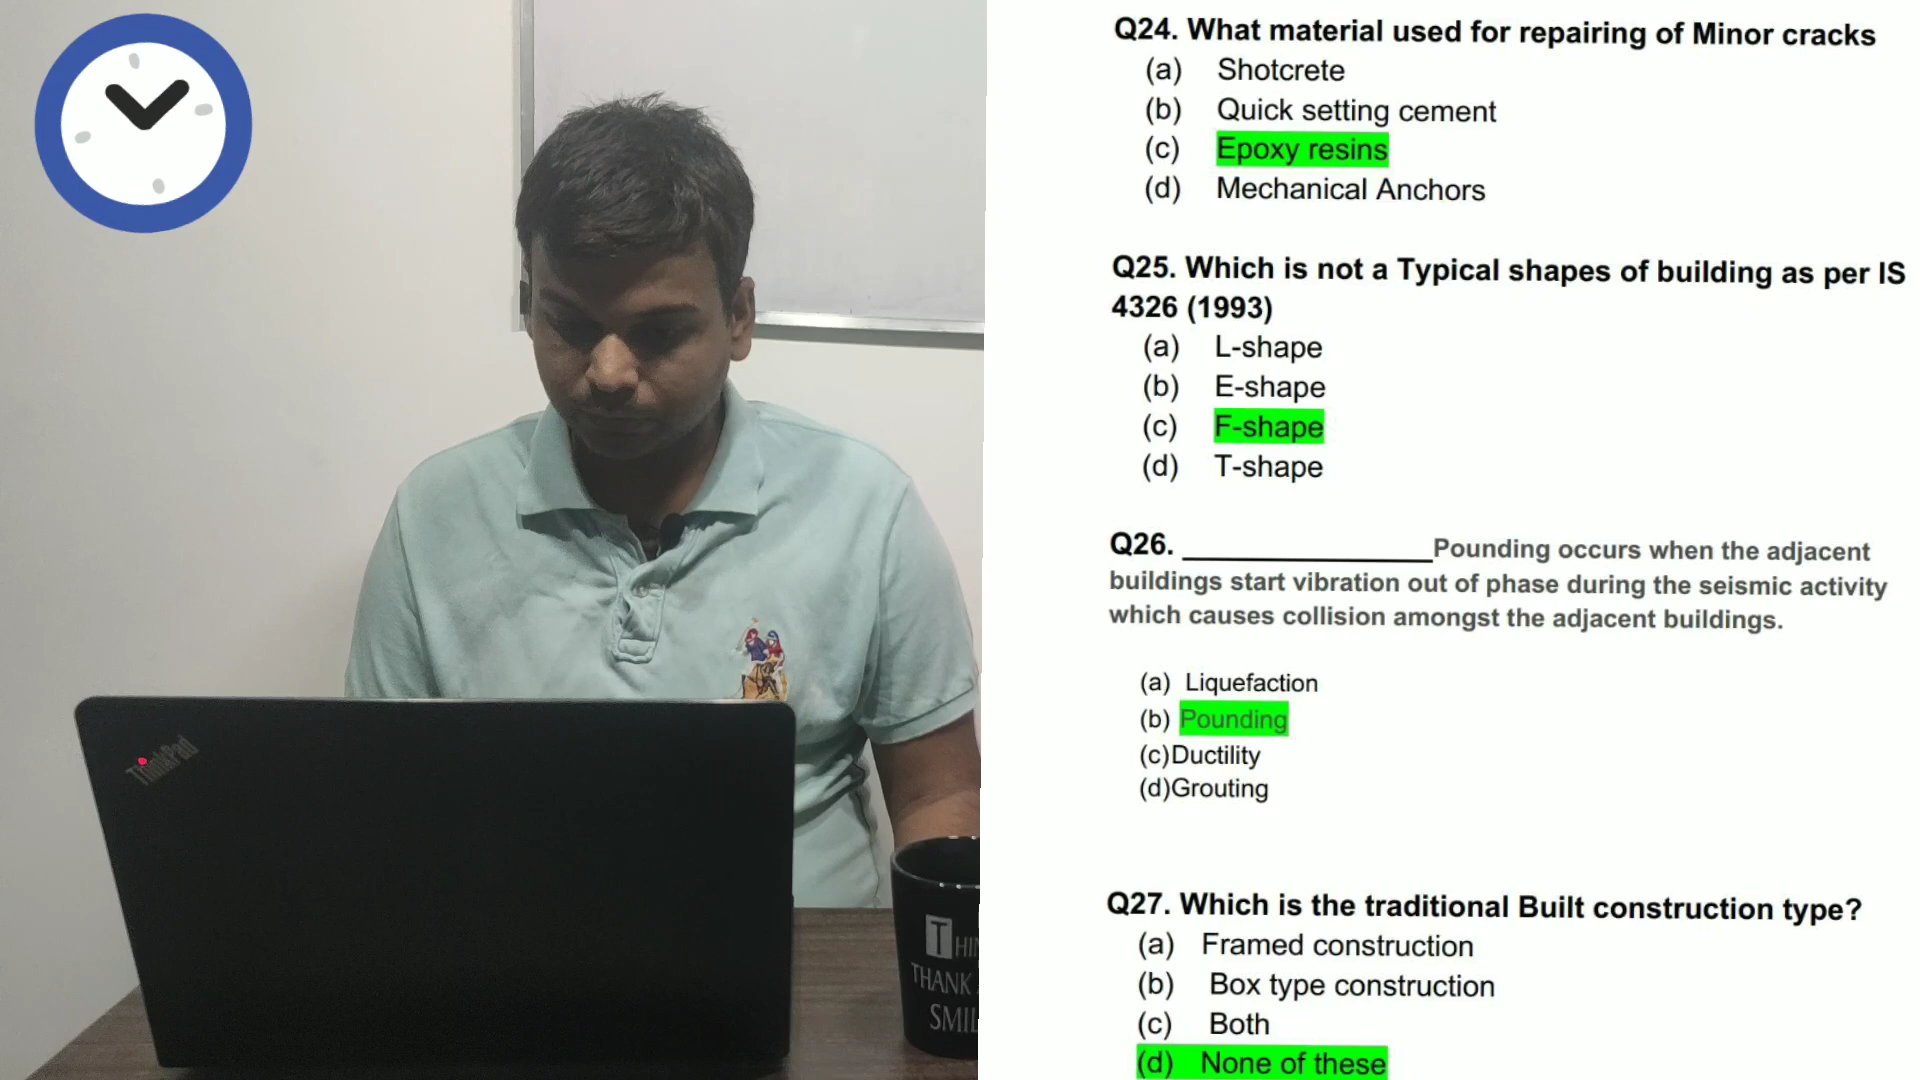 Q24. What material used for repairing of Minor cracks
(a) Shotcrete
(b) Quick setting cement
(c) Epoxy resins
(d) Mechanical Anchors
Q25. Which is not a Typical shapes of building as per IS
4326 (1993)
(a) L-shape
(b) E-shape
(c) F-shape
(d) T-shape
Q26. ________________Pounding occurs when the adjacent
buildings start vibration out of phase during the seismic activity
which causes collision amongst the adjacent buildings.
(a) Liquefaction
(b) Pounding
(c)Ductility
(d)Grouting
Q27. Which is the traditional Built construction type?
(a) Framed construction
(b) Box type construction
(c) Both
(d) None of these
ThinkPad
THANK